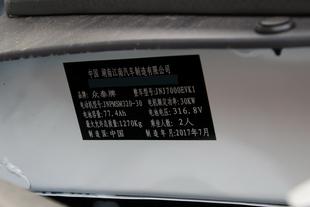 中国 湖南江南汽车制造有限公司
品牌:众泰牌 整车型号:JNJ7000EVK1
电动机型号:JNPMSM320-30 电机额定功率:30KW
电池容量:77.4Ah 电池电压:316.8V
最大允许总质量:1270Kg 乘坐人数:2人
制造国:中国 制造年月:2017年7月